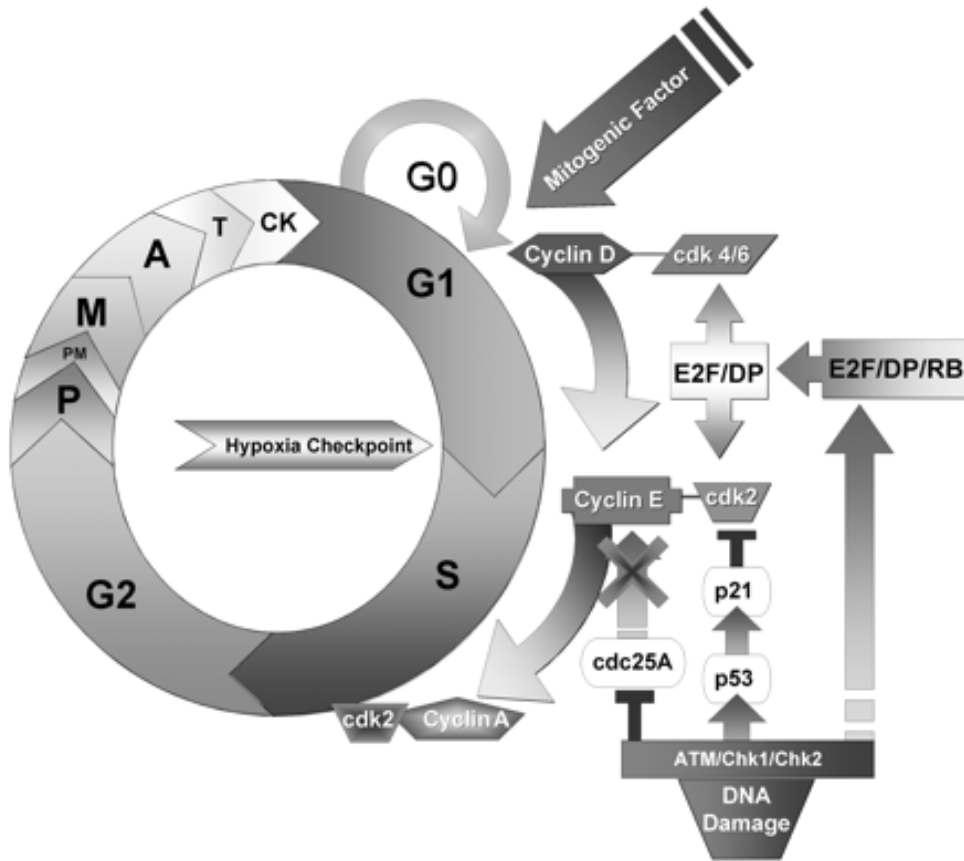 Mitogenic Factor
G0
T
CK
A
G1
Cyclin D
cdk 4/6
M
PM
P
E2F/DP
E2F/DP/RB
Hypoxia Checkpoint
Cyclin E
cdk2
G2
S
p21
cdc25A
p53
cdk2
Cyclin A
ATM/Chk1/Chk2
DNA
Damage